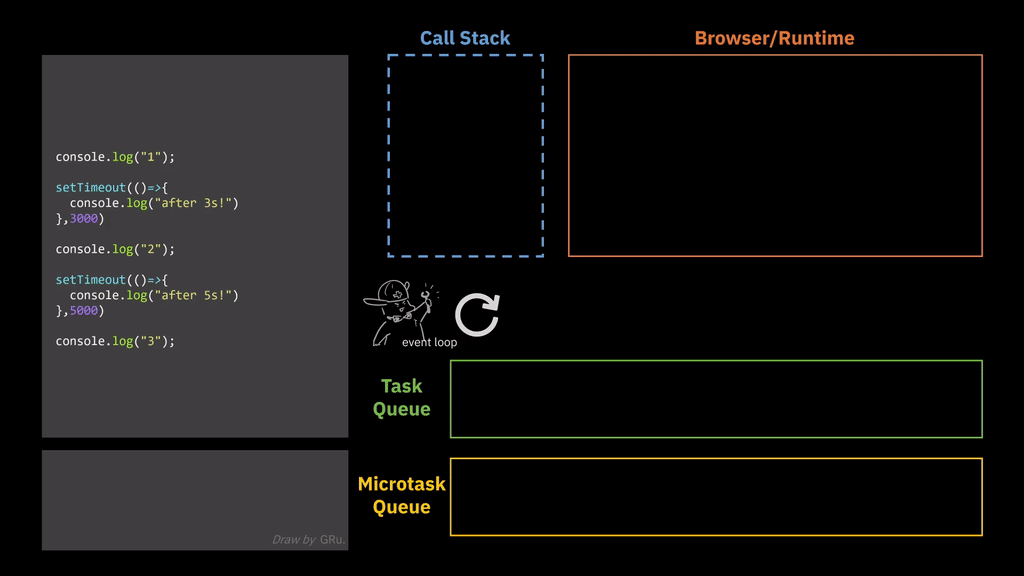 Call Stack
Browser/Runtime
console.log("1");
setTimeout(()=>{
  console.log("after 3s!")
},3000)
console.log("2");
setTimeout(()=>{
  console.log("after 5s!")
},5000)
console.log("3");
event loop
Task
Queue
Microtask
Queue
Draw by GRu.